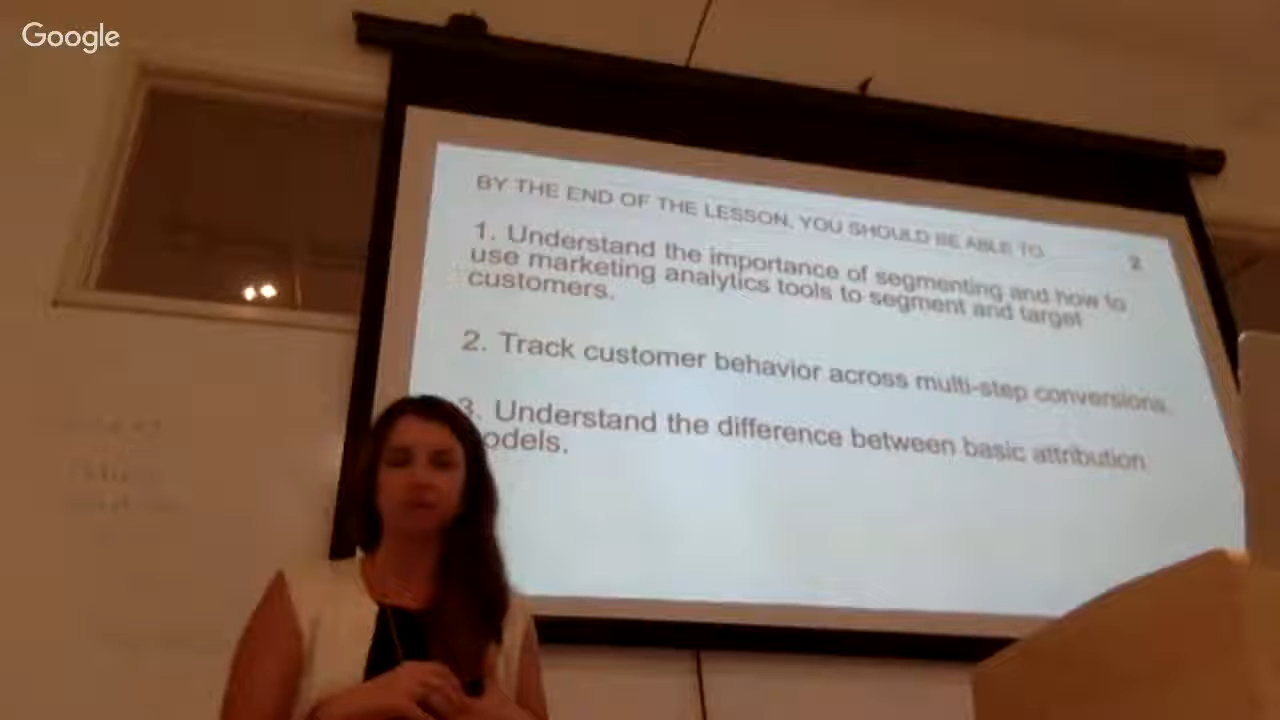 Google
BY THE END OF THE LESSON, YOU SHOULD BE ABLE TO
2
1. Understand the importance of segmenting and how to
use marketing analytics tools to segment and target
customers.
2. Track customer behavior across multi-step conversions.
3. Understand the difference between basic attribution
odels.